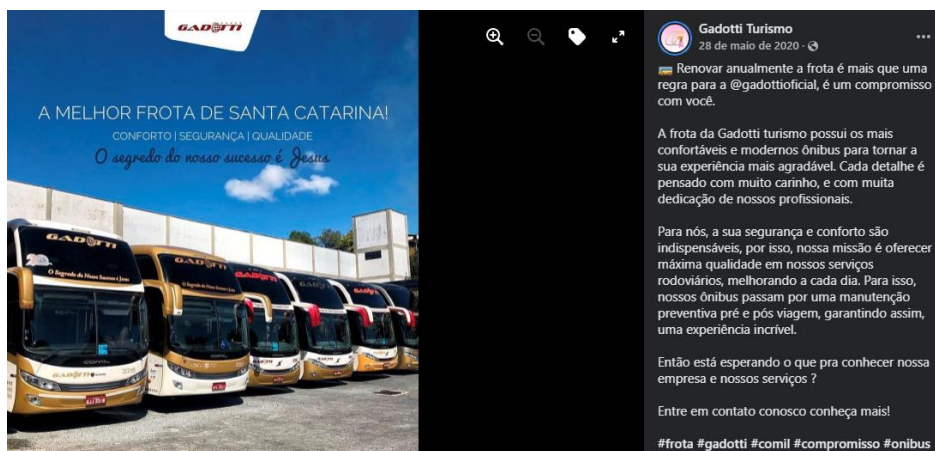 GADOTTI
A MELHOR FROTA DE SANTA CATARINA!
CONFORTO | SEGURANÇA | QUALIDADE
O segredo do nosso sucesso é Jesus
GADOTTI
O Segredo do Nosso Sucesso é Jesus
GADOTTI
GADOTTI
GADOTTI
Gadotti Turismo
28 de maio de 2020 ·
Renovar anualmente a frota é mais que uma
regra para a @gadottioficial, é um compromisso
com você.
A frota da Gadotti turismo possui os mais
confortáveis e modernos ônibus para tornar a
sua experiência mais agradável. Cada detalhe é
pensado com muito carinho, e com muita
dedicação de nossos profissionais.
Para nós, a sua segurança e conforto são
indispensáveis, por isso, nossa missão é oferecer
máxima qualidade em nossos serviços
rodoviários, melhorando a cada dia. Para isso,
nossos ônibus passam por uma manutenção
preventiva pré e pós viagem, garantindo assim,
uma experiência incrível.
Então está esperando o que pra conhecer nossa
empresa e nossos serviços ?
Entre em contato conosco conheça mais!
#frota #gadotti #comil #compromisso #onibus